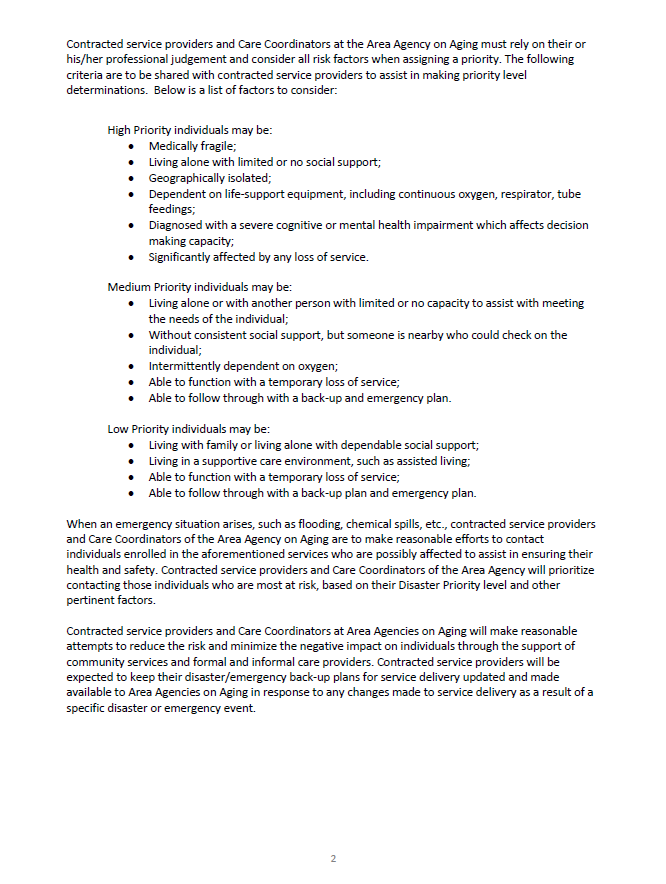 Contracted service providers and Care Coordinators at the Area Agency on Aging must rely on their or
his/her professional judgement and consider all risk factors when assigning a priority. The following
criteria are to be shared with contracted service providers to assist in making priority level
determinations.  Below is a list of factors to consider:
High Priority individuals may be:
• Medically fragile;
• Living alone with limited or no social support;
• Geographically isolated;
• Dependent on life-support equipment, including continuous oxygen, respirator, tube
feedings;
• Diagnosed with a severe cognitive or mental health impairment which affects decision
making capacity;
• Significantly affected by any loss of service.
Medium Priority individuals may be:
• Living alone or with another person with limited or no capacity to assist with meeting
the needs of the individual;
• Without consistent social support, but someone is nearby who could check on the
individual;
• Intermittently dependent on oxygen;
• Able to function with a temporary loss of service;
• Able to follow through with a back-up and emergency plan.
Low Priority individuals may be:
• Living with family or living alone with dependable social support;
• Living in a supportive care environment, such as assisted living;
• Able to function with a temporary loss of service;
• Able to follow through with a back-up plan and emergency plan.
When an emergency situation arises, such as flooding, chemical spills, etc., contracted service providers
and Care Coordinators of the Area Agency on Aging are to make reasonable efforts to contact
individuals enrolled in the aforementioned services who are possibly affected to assist in ensuring their
health and safety. Contracted service providers and Care Coordinators of the Area Agency will prioritize
contacting those individuals who are most at risk, based on their Disaster Priority level and other
pertinent factors.
Contracted service providers and Care Coordinators at Area Agencies on Aging will make reasonable
attempts to reduce the risk and minimize the negative impact on individuals through the support of
community services and formal and informal care providers. Contracted service providers will be
expected to keep their disaster/emergency back-up plans for service delivery updated and made
available to Area Agencies on Aging in response to any changes made to service delivery as a result of a
specific disaster or emergency event.
2